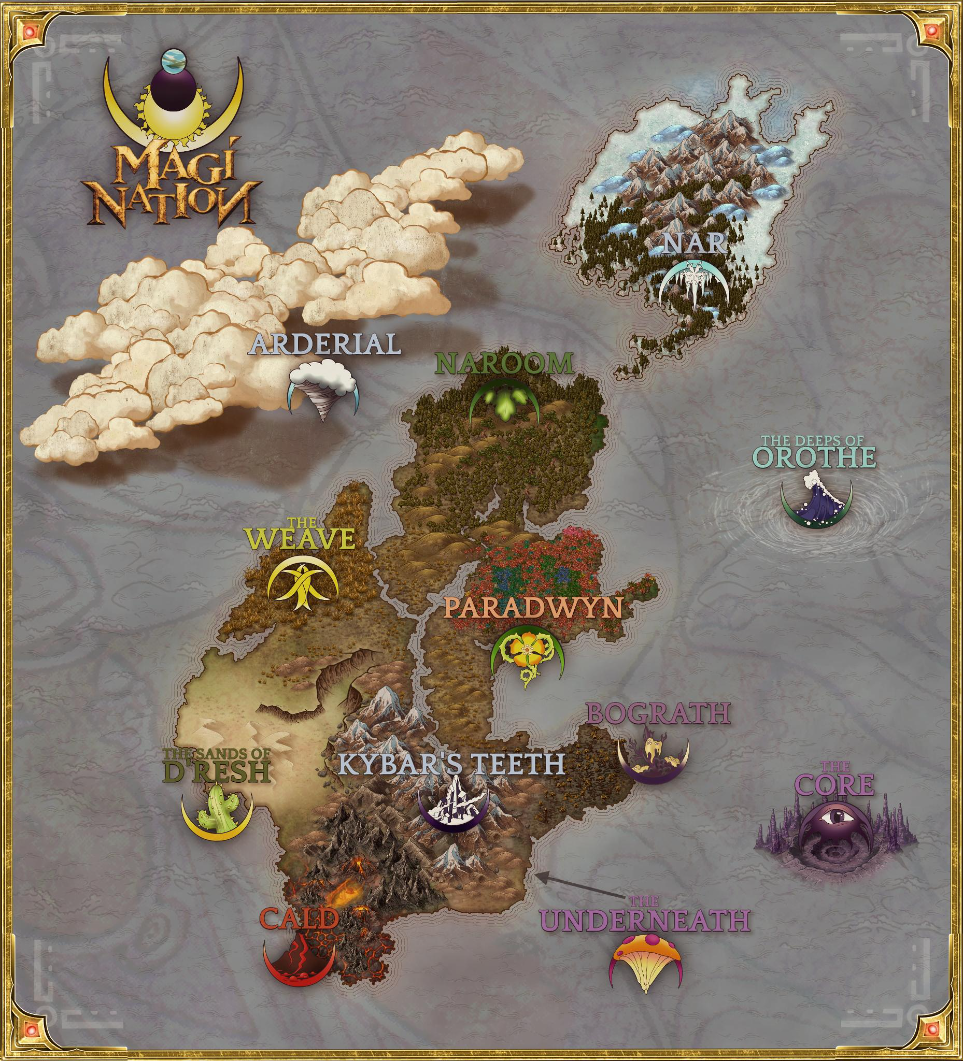 MAGI
NATION
NAR
ARDERIAL
NAROOM
THE DEEPS OF
OROTHE
THE
WEAVE
PARADWYN
BOGRATH
THE SANDS OF
D'RESH
KYBAR'S TEETH
THE
CORE
THE
UNDERNEATH
CALD